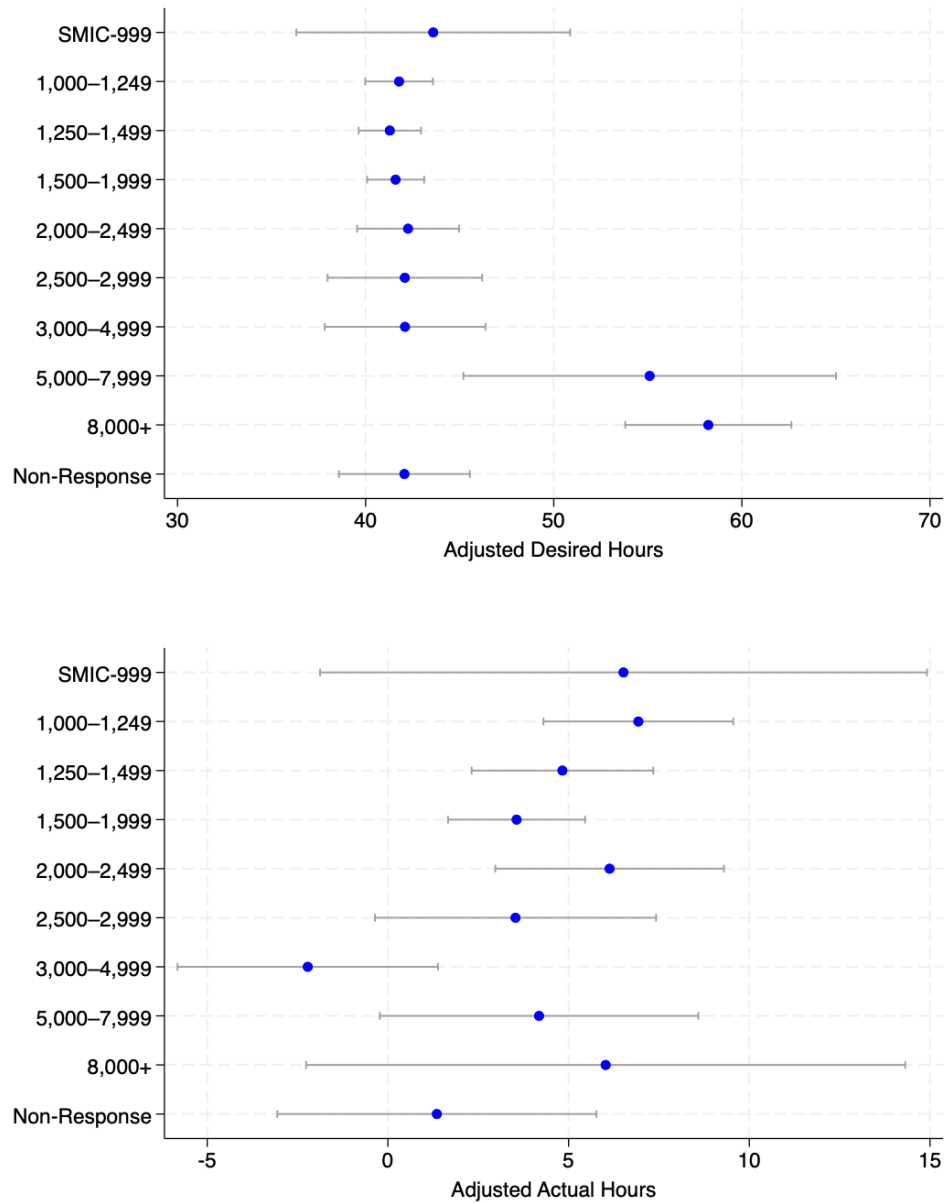 SMIC-999
1,000–1,249
1,250–1,499
1,500–1,999
2,000–2,499
2,500–2,999
3,000–4,999
5,000–7,999
8,000+
Non-Response
30 40 50 60 70
Adjusted Desired Hours
SMIC-999
1,000–1,249
1,250–1,499
1,500–1,999
2,000–2,499
2,500–2.999
3,000–4,999
5,000–7,999
8,000+
Non-Response
-5 0 5 10 15
Adjusted Actual Hours